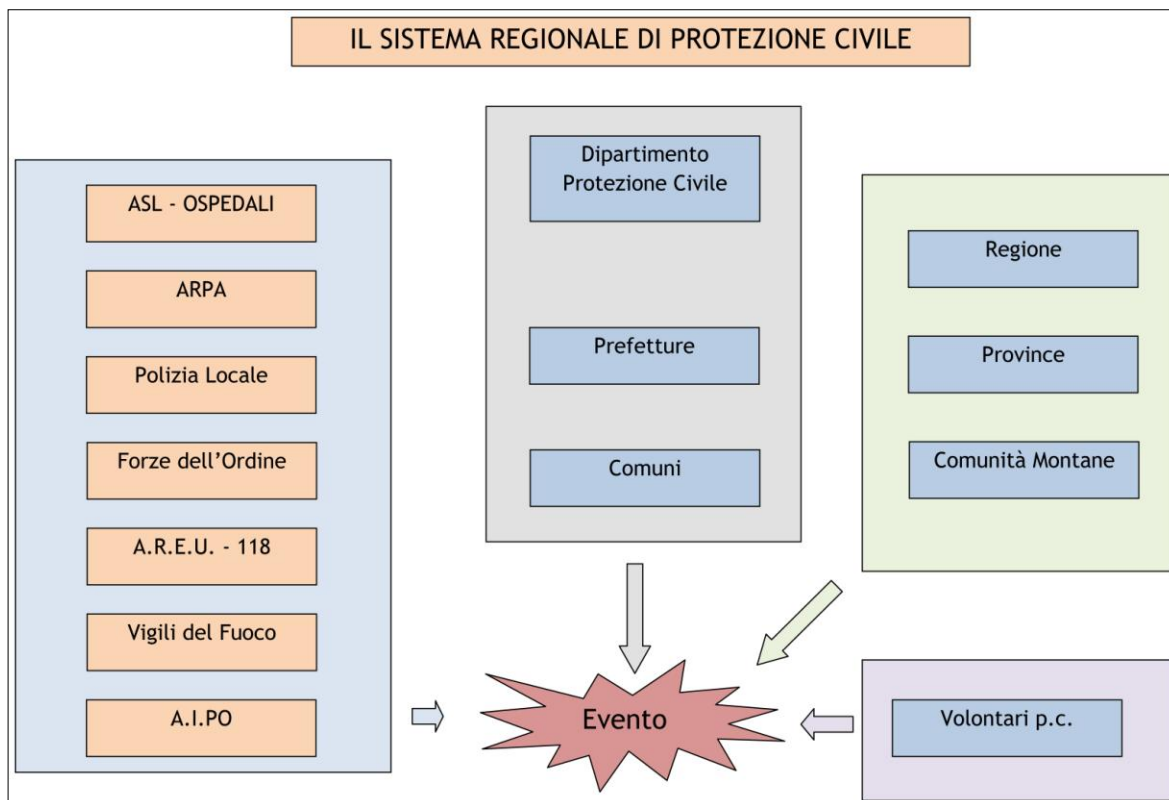 IL SISTEMA REGIONALE DI PROTEZIONE CIVILE
ASL - OSPEDALI
ARPA
Polizia Locale
Forze dell’Ordine
A.R.E.U. - 118
Vigili del Fuoco
A.I.PO
Dipartimento
Protezione Civile
Prefetture
Comuni
Regione
Province
Comunità Montane
Evento
Volontari p.c.